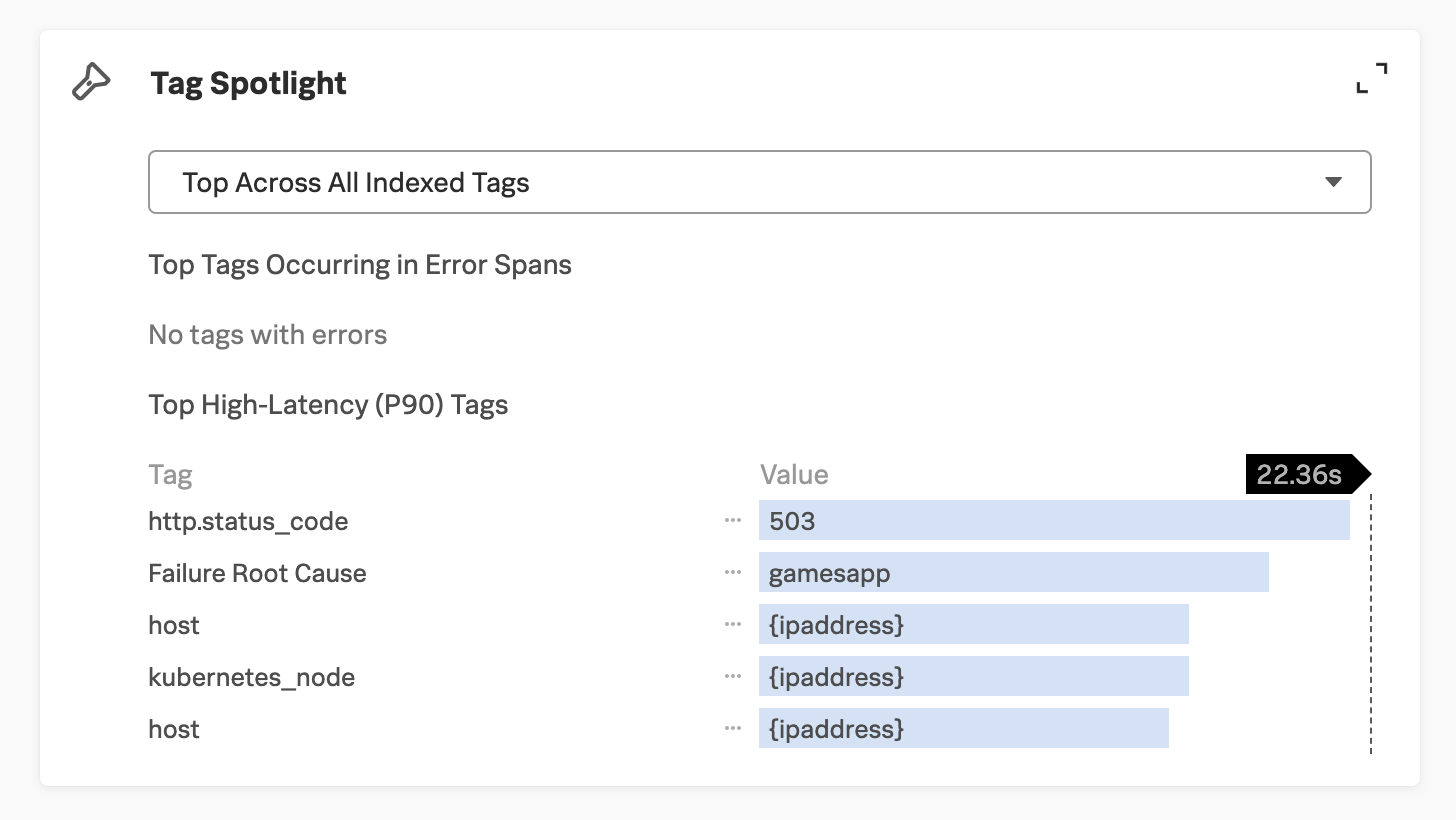 Tag Spotlight
Top Across All Indexed Tags
Top Tags Occurring in Error Spans
No tags with errors
Top High-Latency (P90) Tags
Tag Value 22.36s
http.status_code ··· 503
Failure Root Cause ··· gamesapp
host ··· {ipaddress}
kubernetes_node ··· {ipaddress}
host ··· {ipaddress}